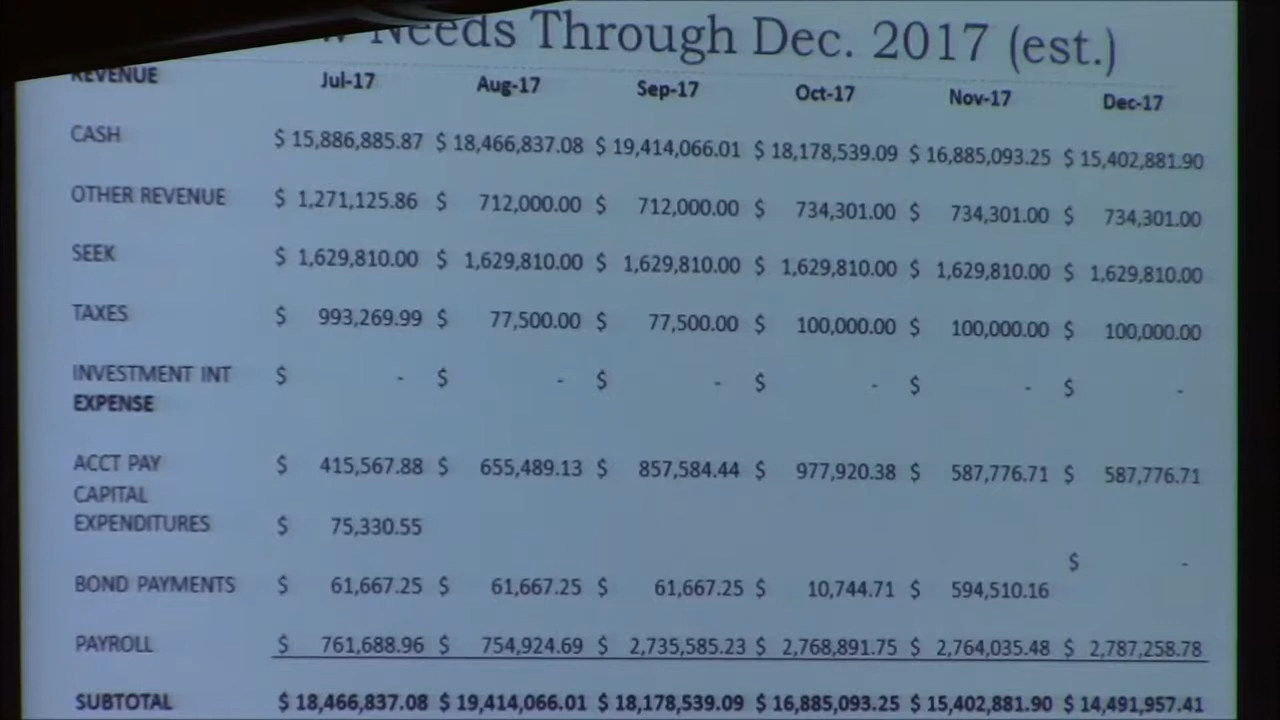 Needs Through Dec. 2017 (est.)
REVENUE Jul-17 Aug-17 Sep-17 Oct-17 Nov-17 Dec-17
CASH $ 15,886,885.87 $ 18,466,837.08 $ 19,414,066.01 $ 18,178,539.09 $ 16,885,093.25 $ 15,402,881.90
OTHER REVENUE $ 1,271,125.86 $ 712,000.00 $ 712,000.00 $ 734,301.00 $ 734,301.00 $ 734,301.00
SEEK $ 1,629,810.00 $ 1,629,810.00 $ 1,629,810.00 $ 1,629,810.00 $ 1,629,810.00 $ 1,629,810.00
TAXES $ 993,269.99 $ 77,500.00 $ 77,500.00 $ 100,000.00 $ 100,000.00 $ 100,000.00
INVESTMENT INT $ - $ - $ - $ - $ - $ -
EXPENSE
ACCT PAY $ 415,567.88 $ 655,489.13 $ 857,584.44 $ 977,920.38 $ 587,776.71 $ 587,776.71
CAPITAL
EXPENDITURES $ 75,330.55
$ -
BOND PAYMENTS $ 61,667.25 $ 61,667.25 $ 61,667.25 $ 10,744.71 $ 594,510.16
PAYROLL $ 761,688.96 $ 754,924.69 $ 2,735,585.23 $ 2,768,891.75 $ 2,764,035.48 $ 2,787,258.78
SUBTOTAL $ 18,466,837.08 $ 19,414,066.01 $ 18,178,539.09 $ 16,885,093.25 $ 15,402,881.90 $ 14,491,957.41